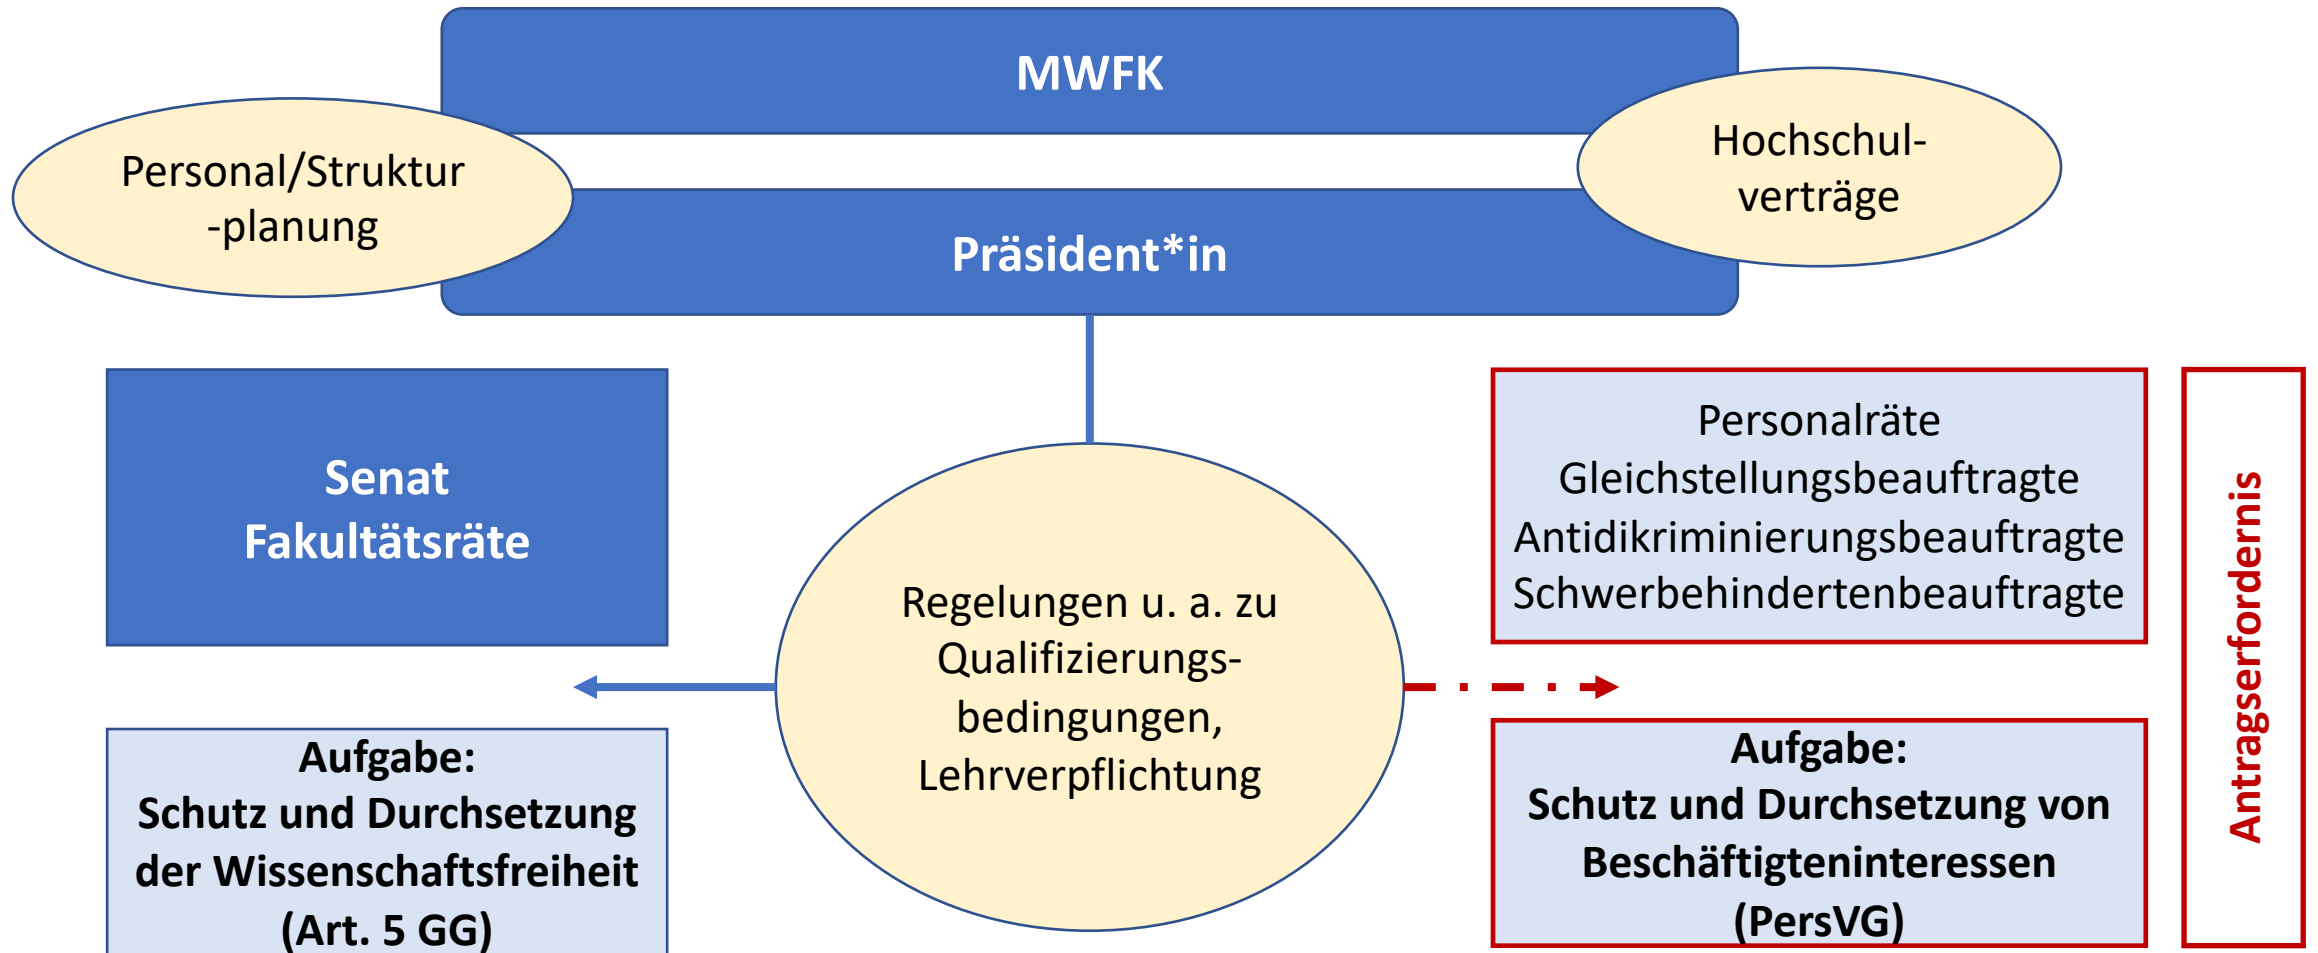 MWFK
Personal/Struktur
-planung
Hochschul-
verträge
Präsident*in
Senat
Fakultätsräte
Personalräte
Gleichstellungsbeauftragte
Antidikriminierungsbeauftragte
Schwerbehindertenbeauftragte
Antragserfordernis
Regelungen u. a. zu
Qualifizierungs-
bedingungen,
Lehrverpflichtung
Aufgabe:
Schutz und Durchsetzung
der Wissenschaftsfreiheit
(Art. 5 GG)
Aufgabe:
Schutz und Durchsetzung von
Beschäftigteninteressen
(PersVG)